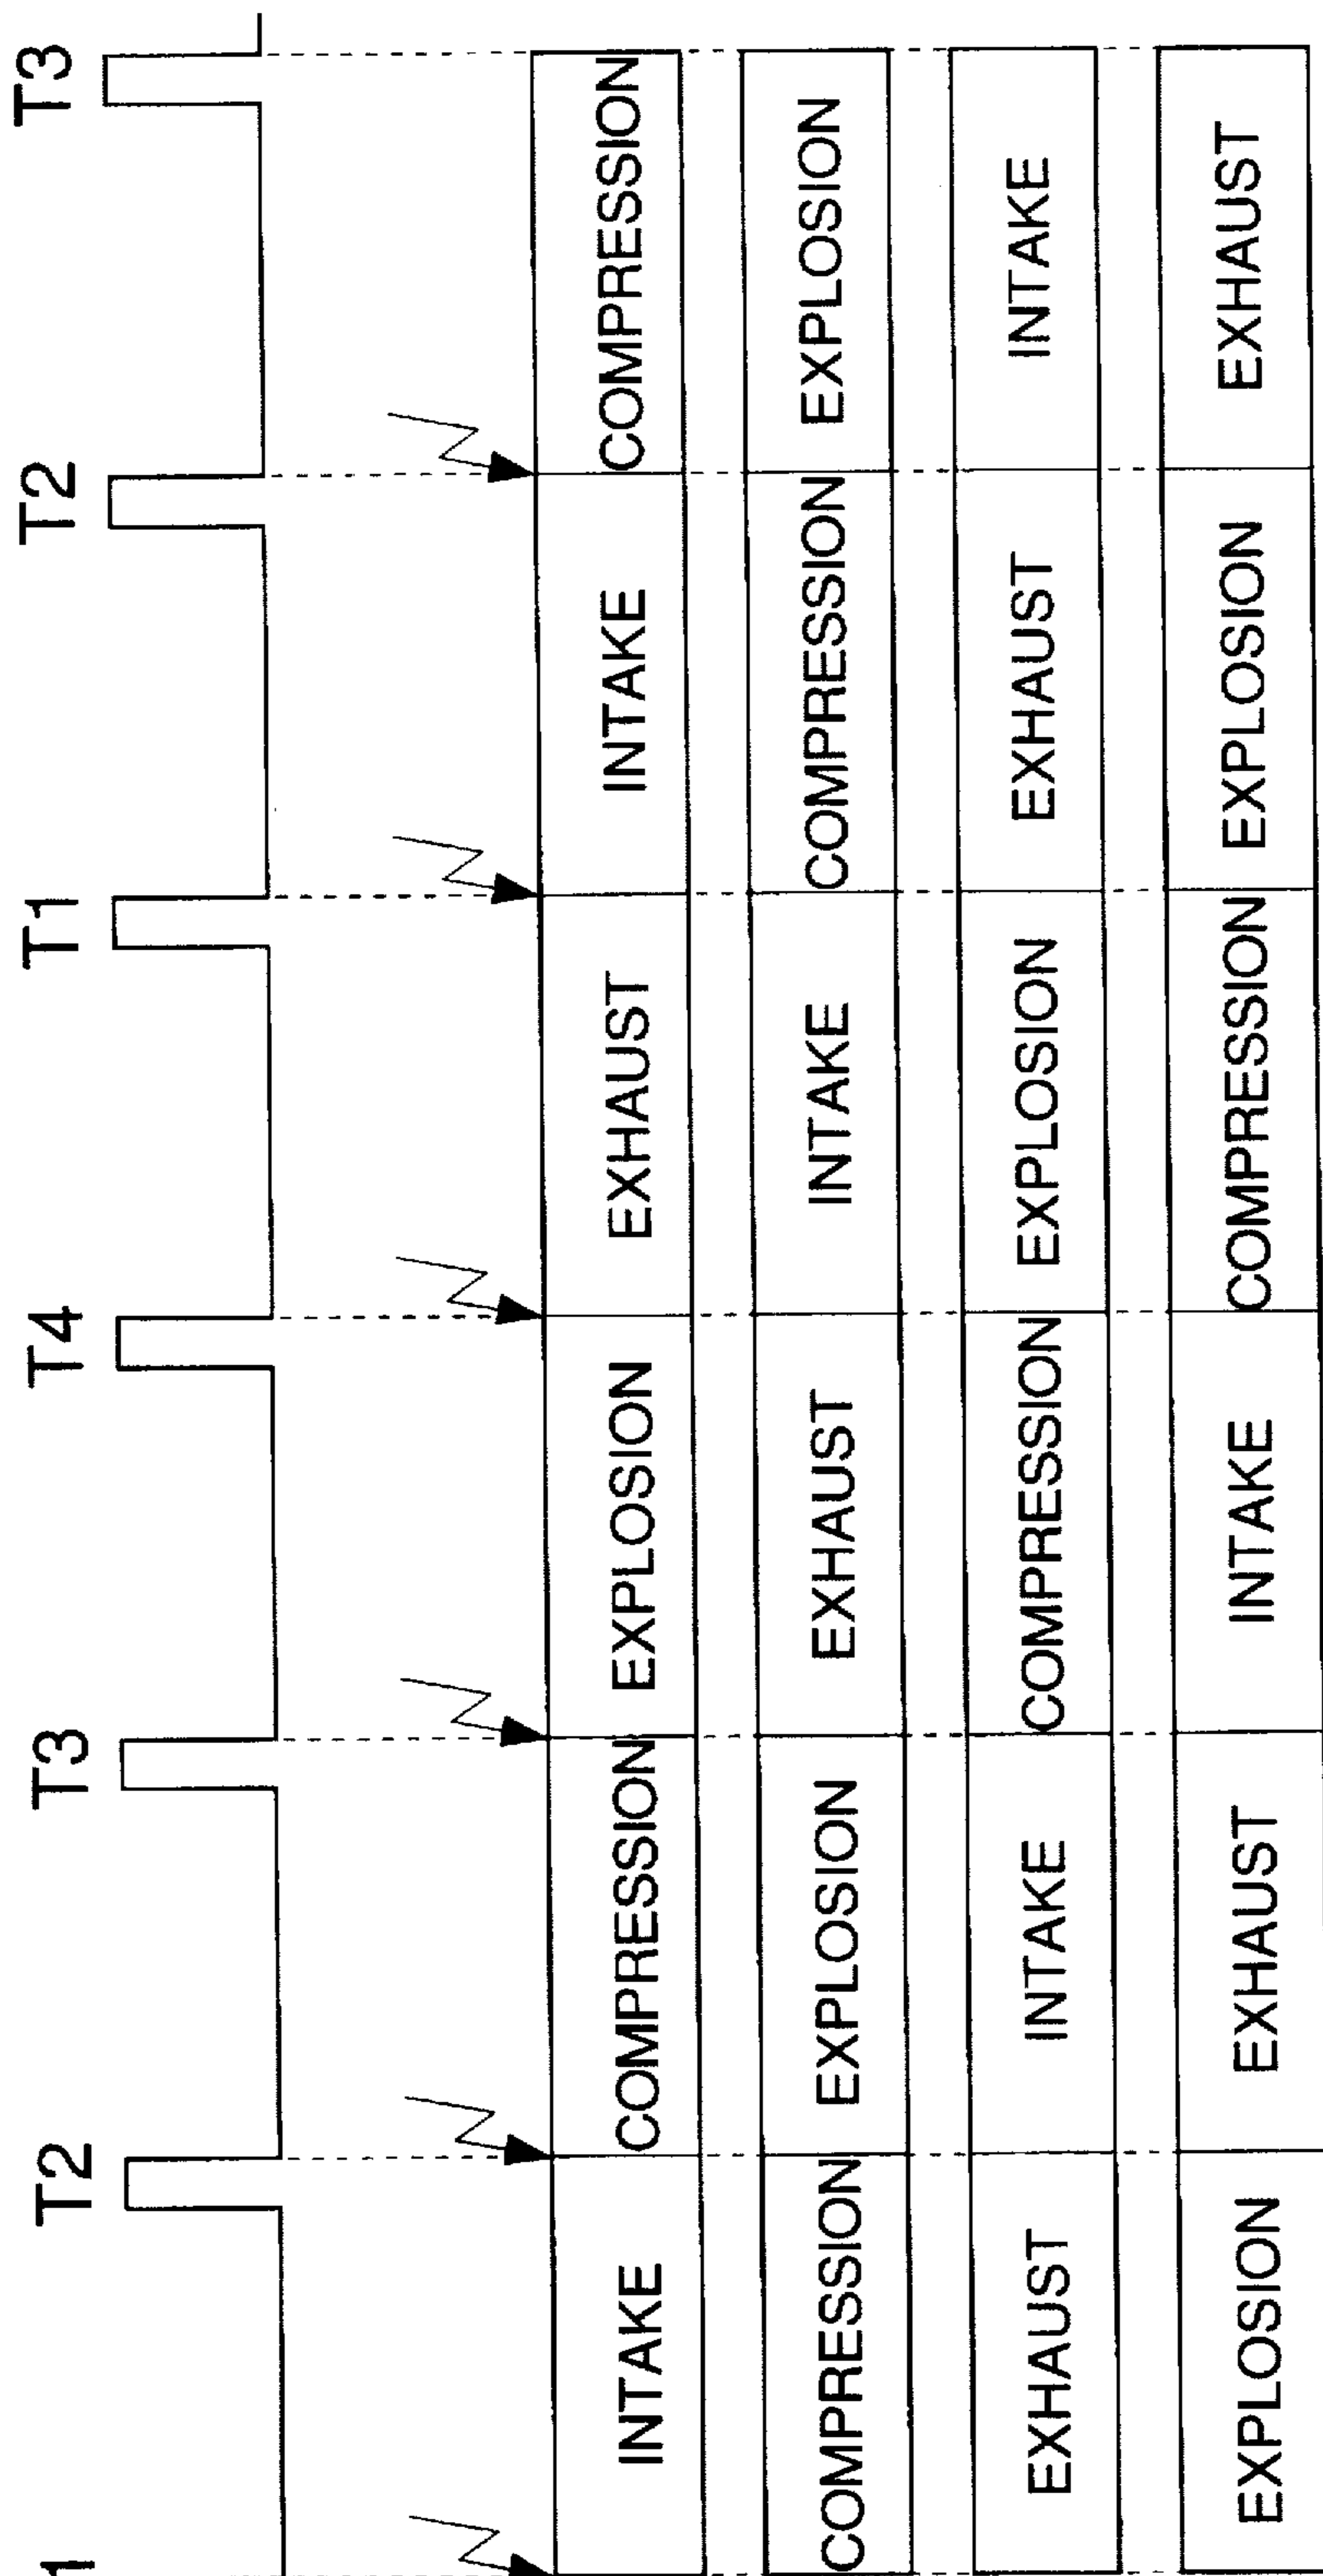 1 T2 T3 T4 T1 T2 T3
INTAKE COMPRESSION EXPLOSION EXHAUST INTAKE COMPRESSION
COMPRESSION EXPLOSION EXHAUST INTAKE COMPRESSION EXPLOSION
EXHAUST INTAKE COMPRESSION EXPLOSION EXHAUST INTAKE
EXPLOSION EXHAUST INTAKE COMPRESSION EXPLOSION EXHAUST